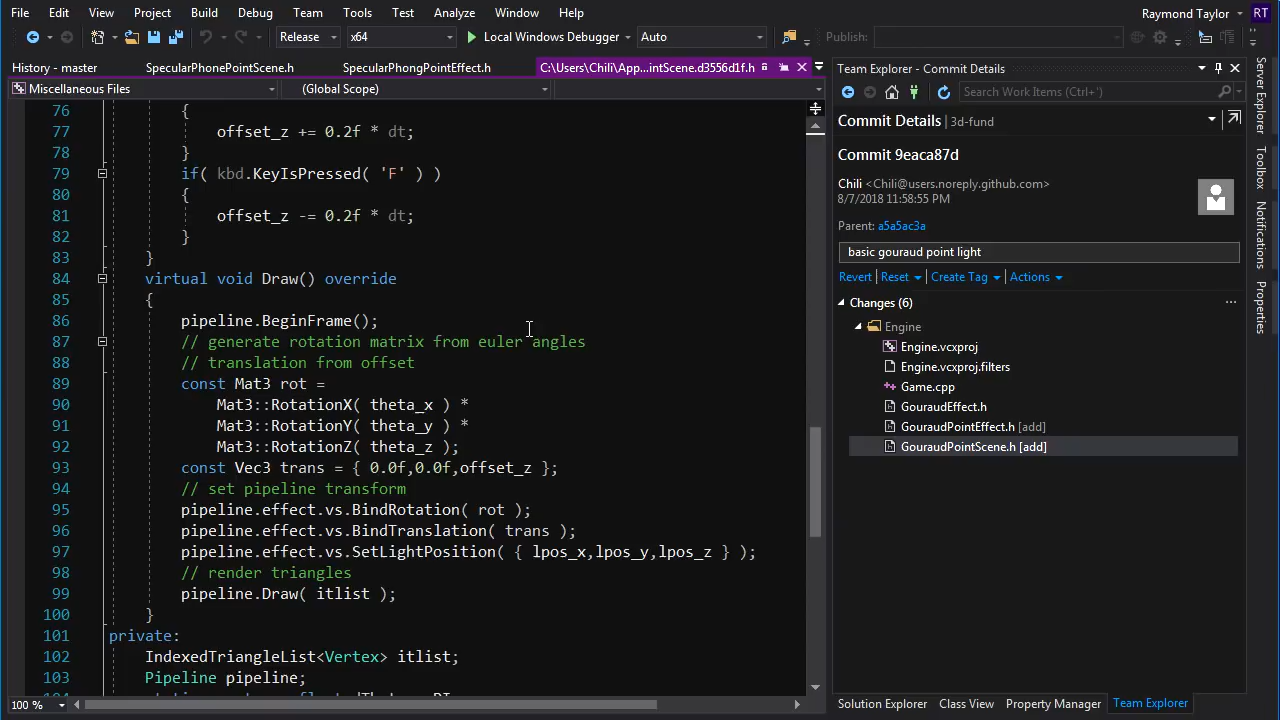 File Edit View Project Build Debug Team Tools Test Analyze Window Help Raymond Taylor RT
Release x64 Local Windows Debugger Auto Publish:
History - master SpecularPhonePointScene.h SpecularPhongPointEffect.h C:\Users\Chili\App...intScene.d3556d1f.h
Miscellaneous Files (Global Scope)
76 {
77 offset_z += 0.2f * dt;
78 }
79 if( kbd.KeyIsPressed( 'F' ) )
80 {
81 offset_z -= 0.2f * dt;
82 }
83 }
84 virtual void Draw() override
85 {
86 pipeline.BeginFrame();
87 // generate rotation matrix from euler angles
88 // translation from offset
89 const Mat3 rot =
90 Mat3::RotationX( theta_x ) *
91 Mat3::RotationY( theta_y ) *
92 Mat3::RotationZ( theta_z );
93 const Vec3 trans = { 0.0f,0.0f,offset_z };
94 // set pipeline transform
95 pipeline.effect.vs.BindRotation( rot );
96 pipeline.effect.vs.BindTranslation( trans );
97 pipeline.effect.vs.SetLightPosition( { lpos_x,lpos_y,lpos_z } );
98 // render triangles
99 pipeline.Draw( itlist );
100 }
101 private:
102 IndexedTriangleList<Vertex> itlist;
103 Pipeline pipeline;
100 %
Team Explorer - Commit Details
Search Work Items (Ctrl+')
Commit Details | 3d-fund
Commit 9eaca87d
Chili <Chili@users.noreply.github.com>
8/7/2018 11:58:55 PM
Parent: a5a5ac3a
basic gouraud point light
Revert Reset Create Tag Actions
Changes (6)
Engine
Engine.vcxproj
Engine.vcxproj.filters
Game.cpp
GouraudEffect.h
GouraudPointEffect.h [add]
GouraudPointScene.h [add]
Solution Explorer Class View Property Manager Team Explorer
Server Explorer
Toolbox
Notifications
Properties